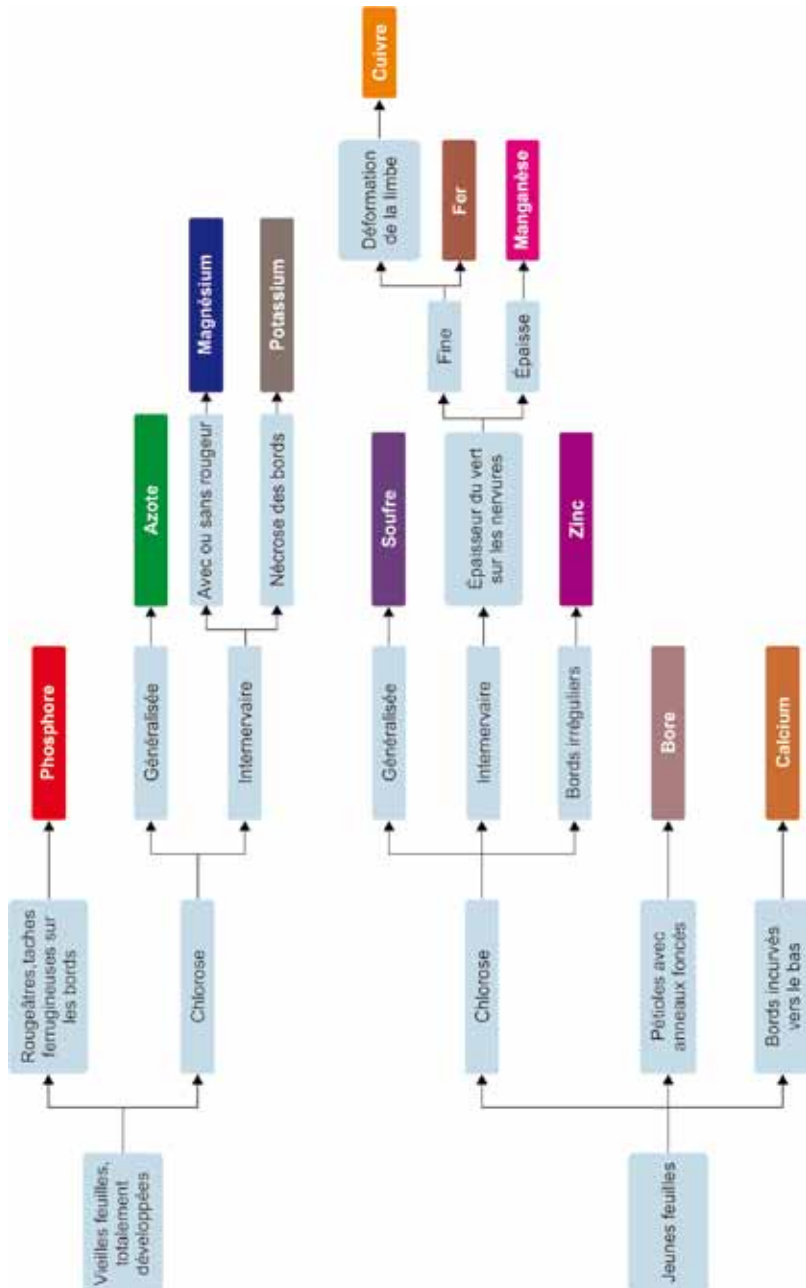 Vieilles feuilles,
totalement
développées
Rougeâtres,taches
ferrugineuses sur
les bords
Phosphore
Chlorose
Généralisée
Azote
Internervaire
Avec ou sans rougeur
Magnésium
Nécrose des bords
Potassium
Jeunes feuilles
Chlorose
Généralisée
Soufre
Internervaire
Épaisseur du vert
sur les nervures
Fine
Déformation
de la limbe
Cuivre
Fer
Épaisse
Manganèse
Bords irréguliers
Zinc
Pétioles avec
anneaux foncés
Bore
Bords incurvés
vers le bas
Calcium